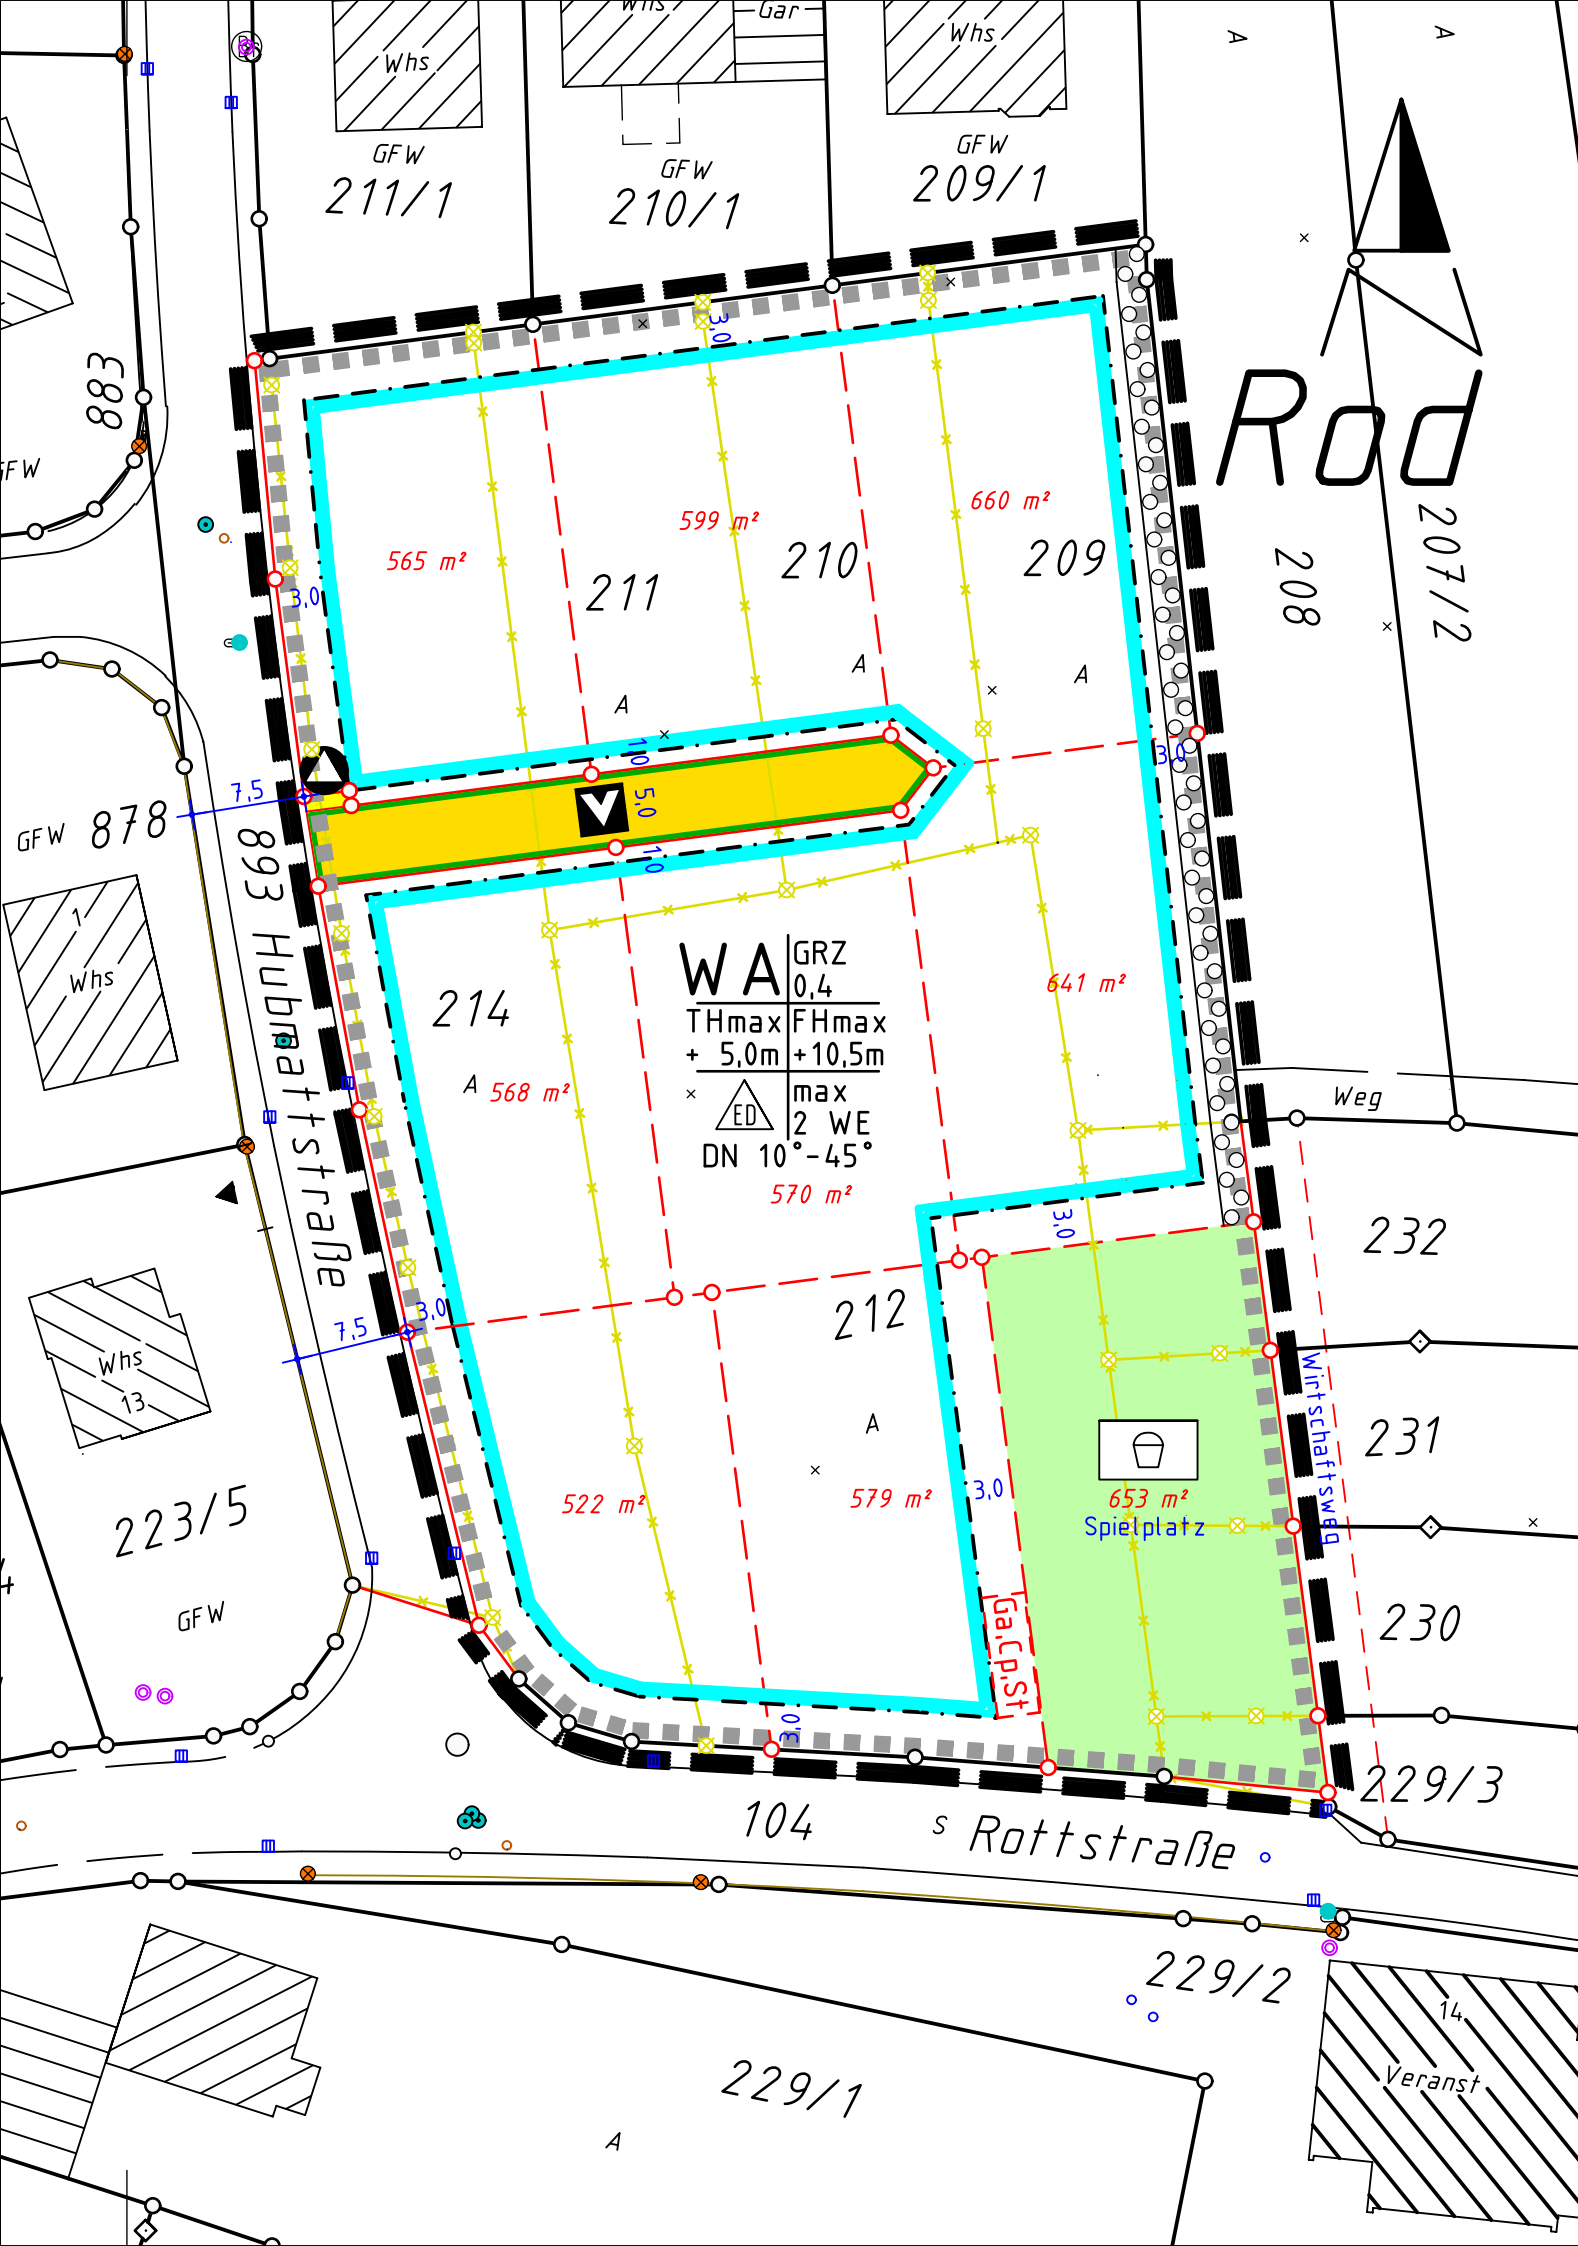 Whs
Gar
Whs
Whs
A
A
GFW
211/1
GFW
210/1
GFW
209/1
883
GFW
3,0
Rod
565 m²
599 m²
660 m²
211
210
209
208
207/2
3,0
A
A
A
1,0
5,0
1,0
3,0
7,5
GFW 878
893 Hubmattstraße
1
Whs
214
A
568 m²
WA
GRZ
0,4
THmax
FHmax
+ 5,0m
+10,5m
ED
max
2 WE
DN 10°-45°
570 m²
641 m²
Weg
3,0
232
212
3,0
7,5
Whs
13
A
231
Wirtschaftsweg
522 m²
579 m²
3,0
653 m²
Spielplatz
223/5
GFW
Ga,Cp,St
230
3,0
229/3
104
S Rottstraße
229/2
14
Veranst
229/1
A